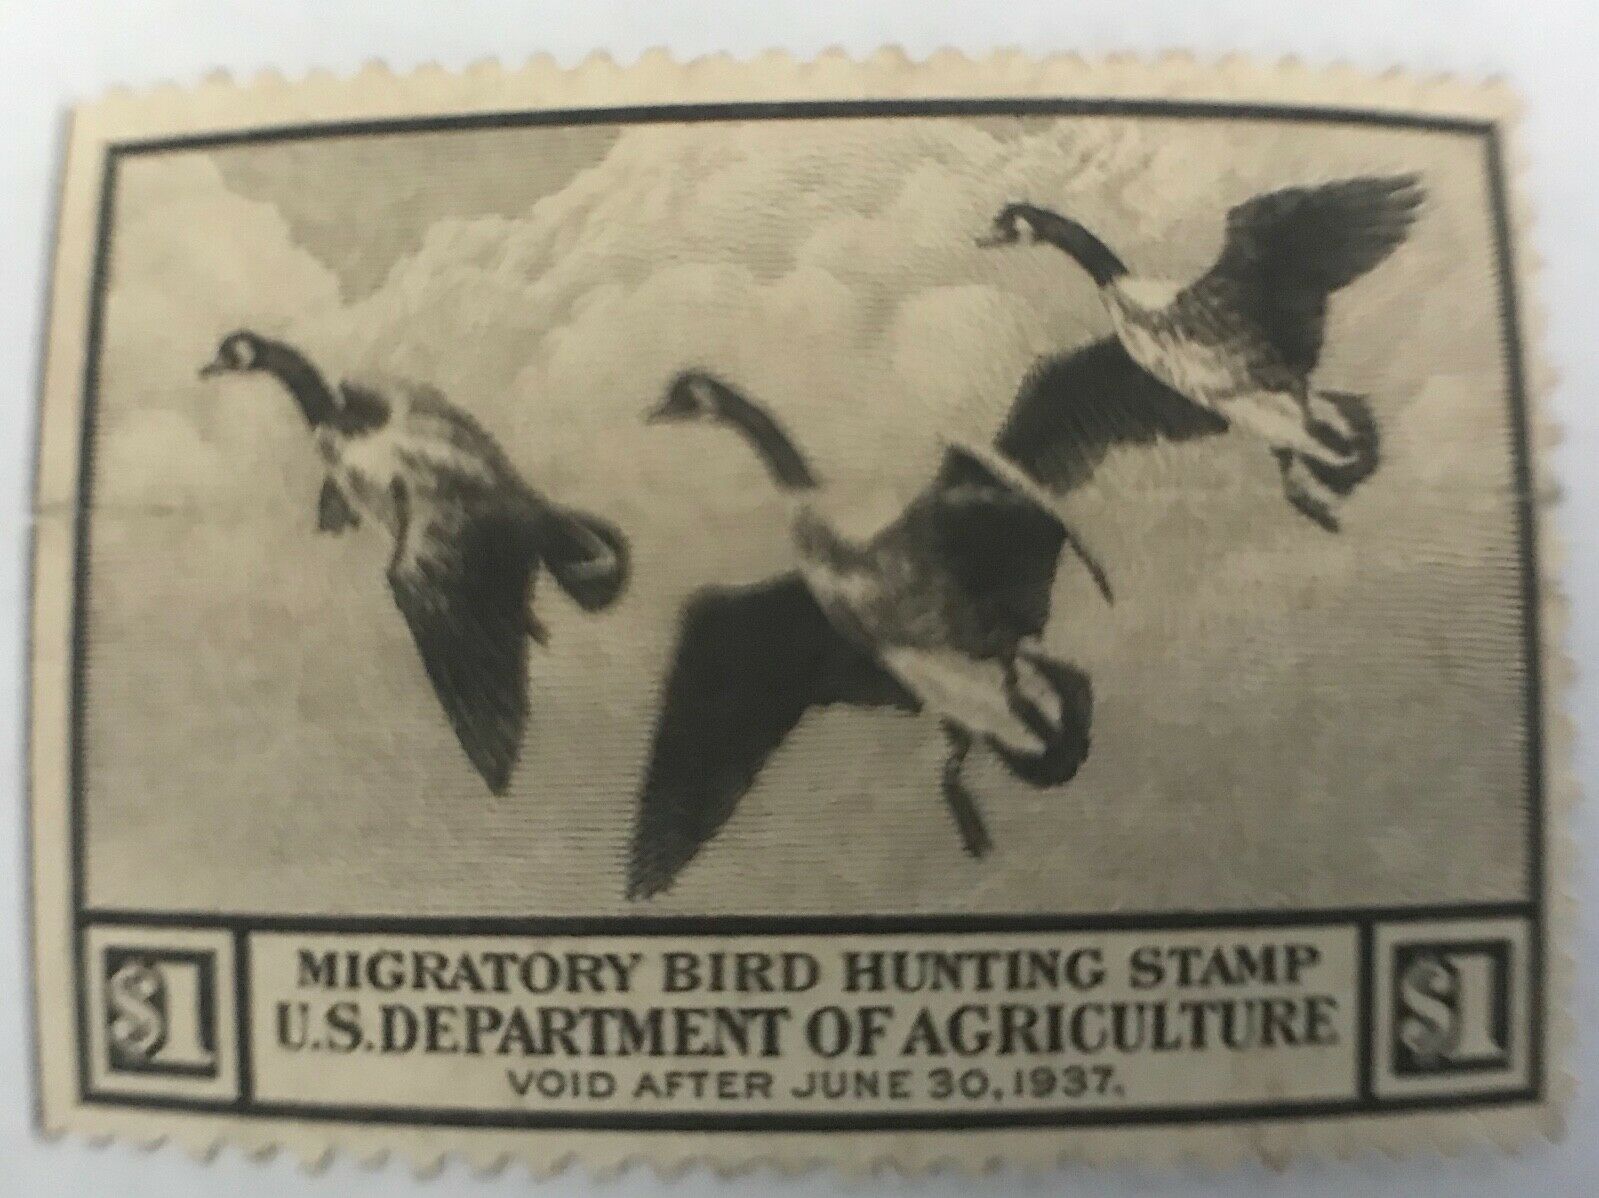 MIGRATORY BIRD HUNTING STAMP
$1 U.S. DEPARTMENT OF AGRICULTURE $1
VOID AFTER JUNE 30, 1937.